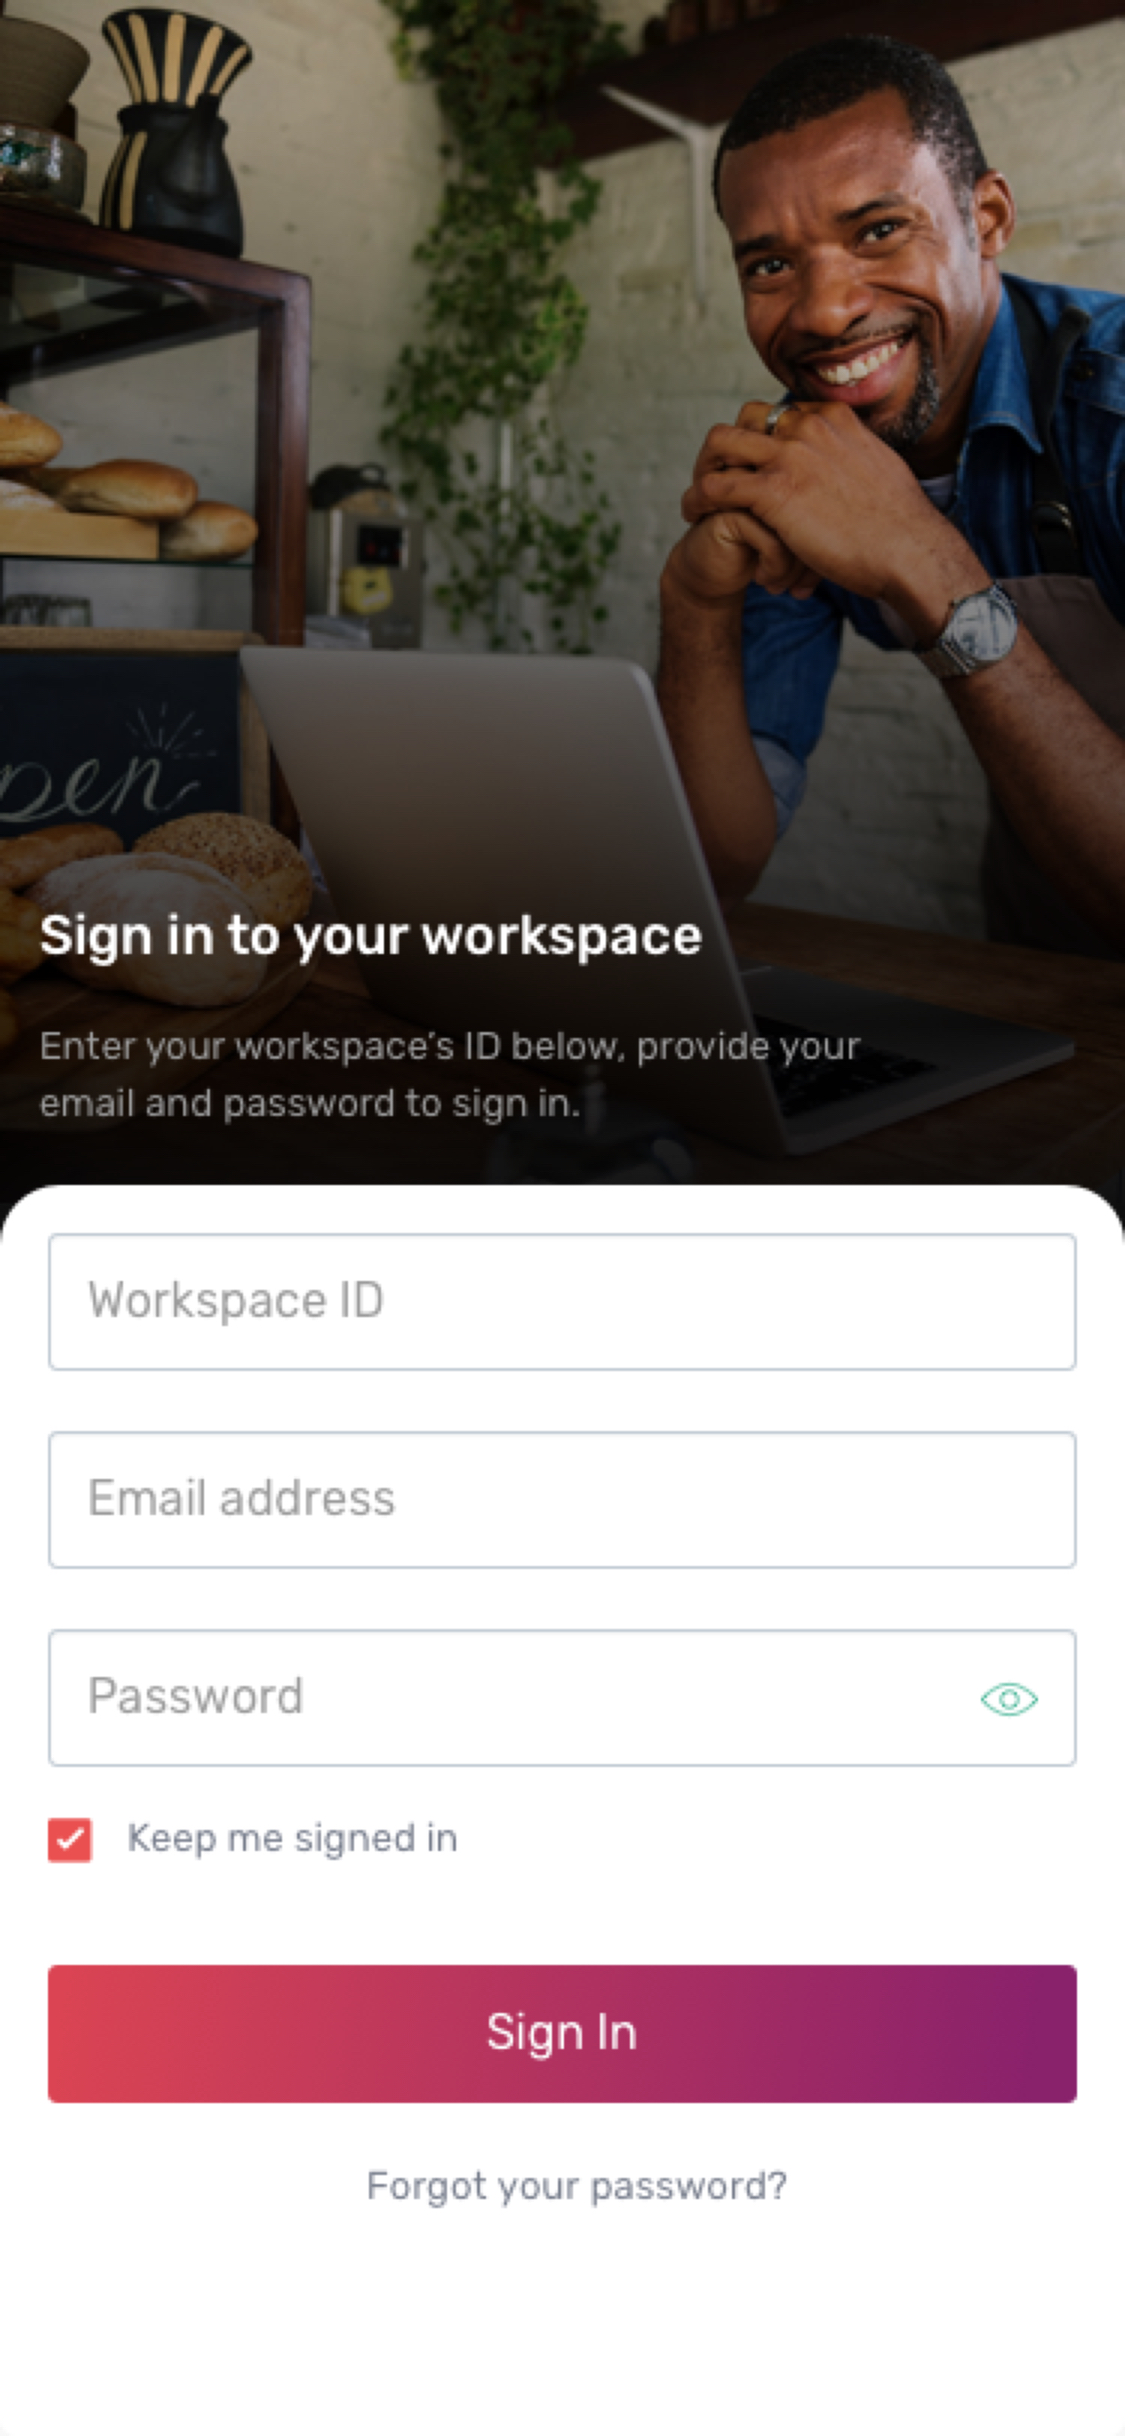 pen
Sign in to your workspace
Enter your workspace's ID below, provide your
email and password to sign in.
Workspace ID
Email address
Password
Keep me signed in
Sign In
Forgot your password?